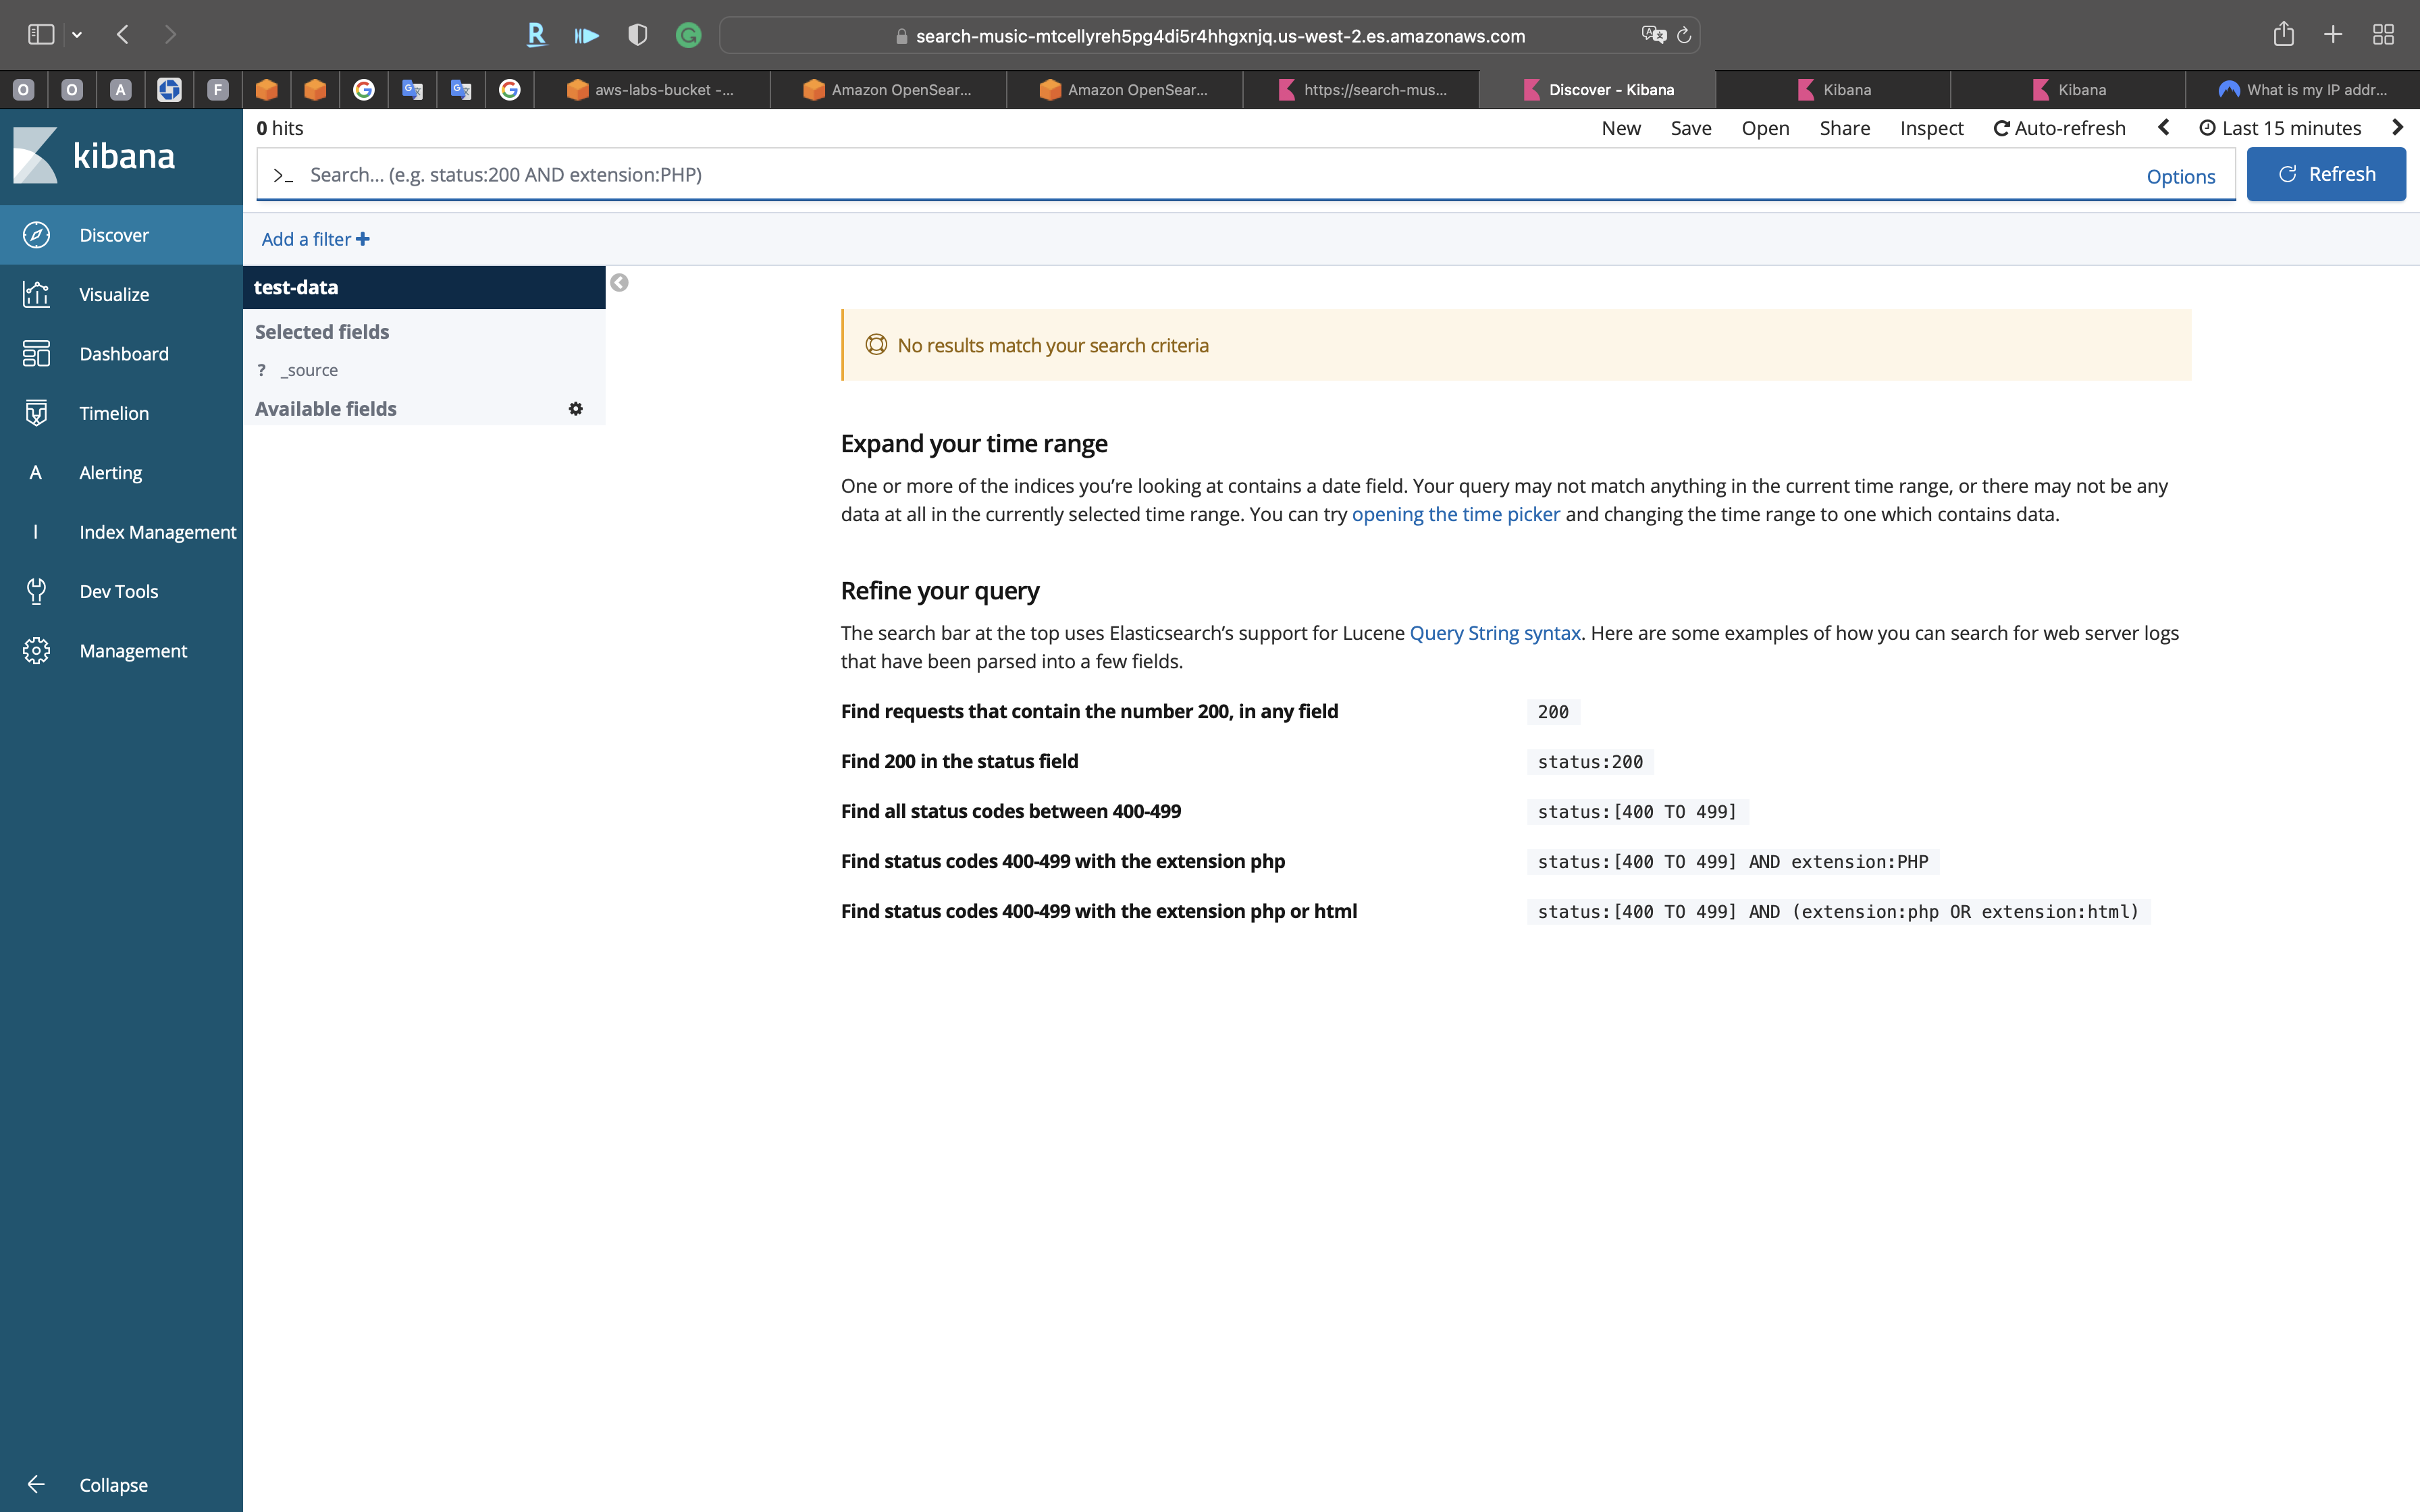 search-music-mtcellyreh5pg4di5r4hhgxnjq.us-west-2.es.amazonaws.com
O O A F aws-labs-bucket -... Amazon OpenSear... Amazon OpenSear... https://search-mus... Discover - Kibana Kibana Kibana What is my IP addr...
kibana
Discover
Visualize
Dashboard
Timelion
A Alerting
I Index Management
Dev Tools
Management
Collapse
0 hits
New Save Open Share Inspect Auto-refresh Last 15 minutes
>_ Search... (e.g. status:200 AND extension:PHP) Options Refresh
Add a filter +
test-data
Selected fields
? _source
Available fields
No results match your search criteria
Expand your time range
One or more of the indices you’re looking at contains a date field. Your query may not match anything in the current time range, or there may not be any
data at all in the currently selected time range. You can try opening the time picker and changing the time range to one which contains data.
Refine your query
The search bar at the top uses Elasticsearch’s support for Lucene Query String syntax. Here are some examples of how you can search for web server logs
that have been parsed into a few fields.
Find requests that contain the number 200, in any field 200
Find 200 in the status field status:200
Find all status codes between 400-499 status:[400 TO 499]
Find status codes 400-499 with the extension php status:[400 TO 499] AND extension:PHP
Find status codes 400-499 with the extension php or html status:[400 TO 499] AND (extension:php OR extension:html)